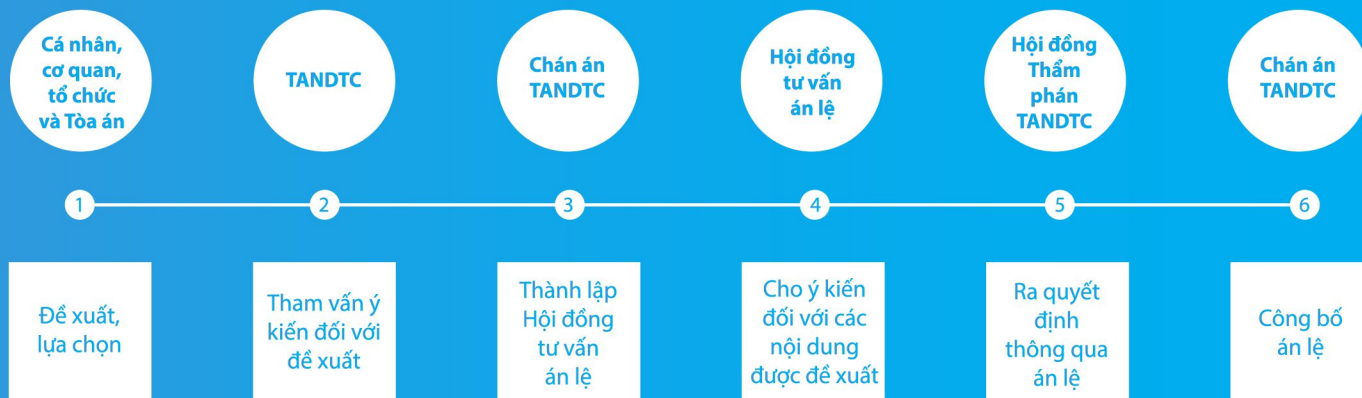 Cá nhân,
cơ quan,
tổ chức
và Tòa án
TANDTC
Chán án
TANDTC
Hội đồng
tư vấn
án lệ
Hội đồng
Thẩm
phán
TANDTC
Chán án
TANDTC
1
2
3
4
5
6
Đề xuất,
lựa chọn
Tham vấn ý
kiến đối với
đề xuất
Thành lập
Hội đồng
tư vấn
án lệ
Cho ý kiến
đối với các
nội dung
được đề xuất
Ra quyết
định
thông qua
án lệ
Công bố
án lệ